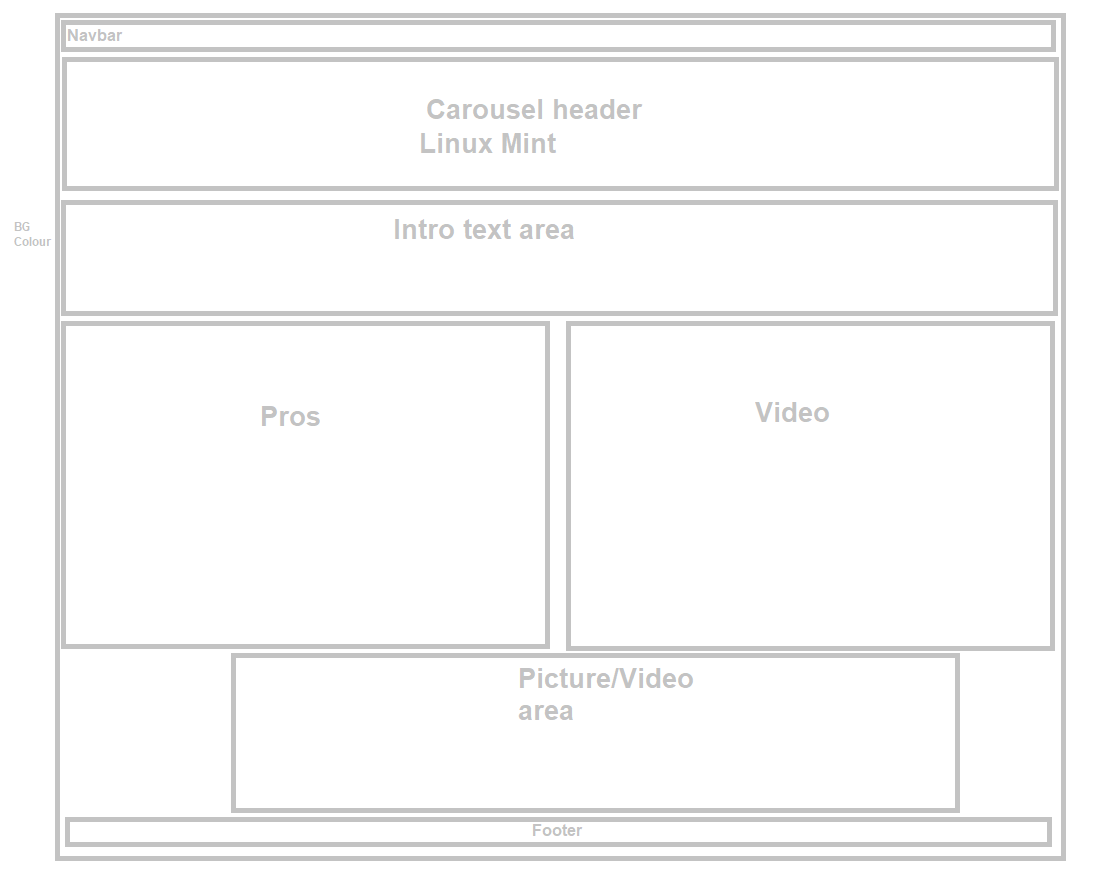 Navbar
Carousel header
Linux Mint
BG
Colour
Intro text area
Pros
Video
Picture/Video
area
Footer